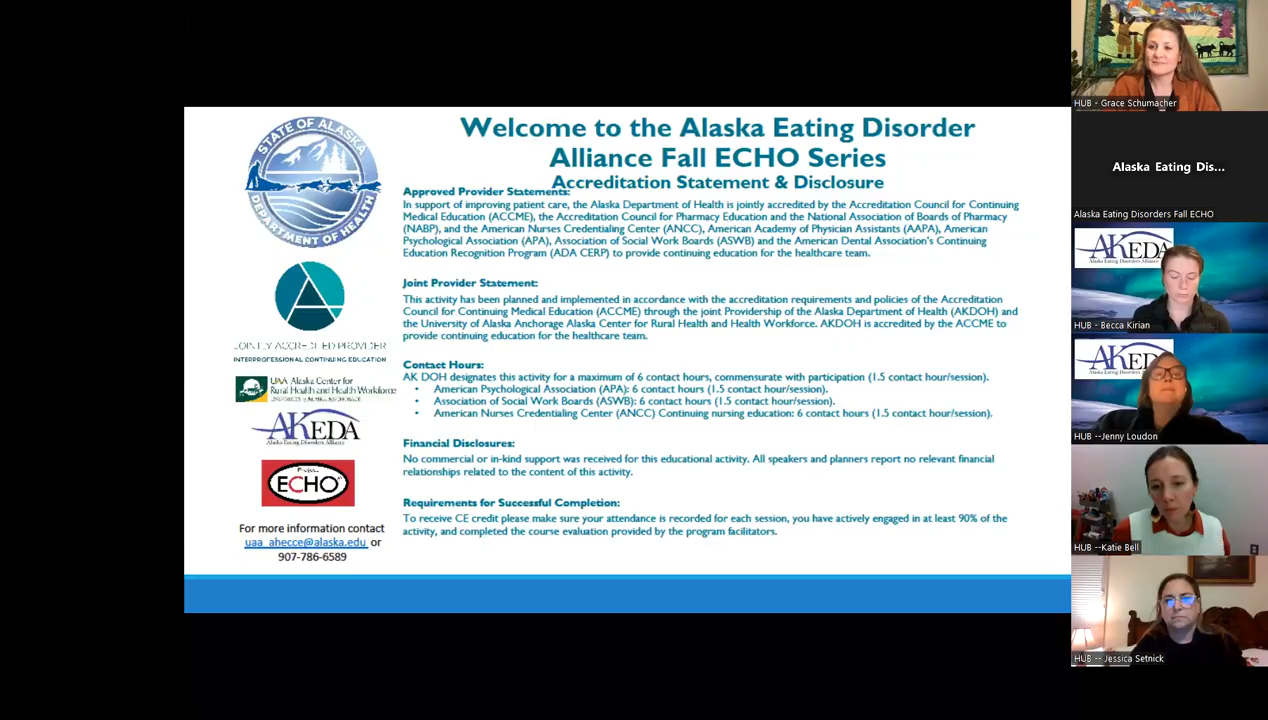 Welcome to the Alaska Eating Disorder
Alliance Fall ECHO Series
Accreditation Statement & Disclosure
Approved Provider Statements:
In support of improving patient care, the Alaska Department of Health is jointly accredited by the Accreditation Council for Continuing
Medical Education (ACCME), the Accreditation Council for Pharmacy Education and the National Association of Boards of Pharmacy
(NABP), and the American Nurses Credentialing Center (ANCC), American Academy of Physician Assistants (AAPA), American
Psychological Association (APA), Association of Social Work Boards (ASWB) and the American Dental Association's Continuing
Education Recognition Program (ADA CERP) to provide continuing education for the healthcare team.
Joint Provider Statement:
This activity has been planned and implemented in accordance with the accreditation requirements and policies of the Accreditation
Council for Continuing Medical Education (ACCME) through the joint Providership of the Alaska Department of Health (AKDOH) and
the University of Alaska Anchorage Alaska Center for Rural Health and Health Workforce. AKDOH is accredited by the ACCME to
provide continuing education for the healthcare team.
Contact Hours:
AK DOH designates this activity for a maximum of 6 contact hours, commensurate with participation (1.5 contact hour/session).
• American Psychological Association (APA): 6 contact hours (1.5 contact hour/session).
• Association of Social Work Boards (ASWB): 6 contact hours (1.5 contact hour/session).
• American Nurses Credentialing Center (ANCC) Continuing nursing education: 6 contact hours (1.5 contact hour/session).
Financial Disclosures:
No commercial or in-kind support was received for this educational activity. All speakers and planners report no relevant financial
relationships related to the content of this activity.
Requirements for Successful Completion:
To receive CE credit please make sure your attendance is recorded for each session, you have actively engaged in at least 90% of the
activity, and completed the course evaluation provided by the program facilitators.
STATE OF ALASKA
DEPARTMENT OF HEALTH
JOINTLY ACCREDITED PROVIDER
INTERPROFESSIONAL CONTINUING EDUCATION
UAA Alaska Center for
Rural Health and Health Workforce
UNIVERSITY of ALASKA ANCHORAGE
AKEDA
Alaska Eating Disorders Alliance
Project
ECHO
For more information contact
uaa_ahecce@alaska.edu or
907-786-6589
HUB - Grace Schumacher
Alaska Eating Dis...
Alaska Eating Disorders Fall ECHO
AKEDA
Alaska Eating Disorders Alliance
HUB - Becca Kirian
AKEDA
HUB --Jenny Loudon
HUB --Katie Bell
HUB -- Jessica Setnick